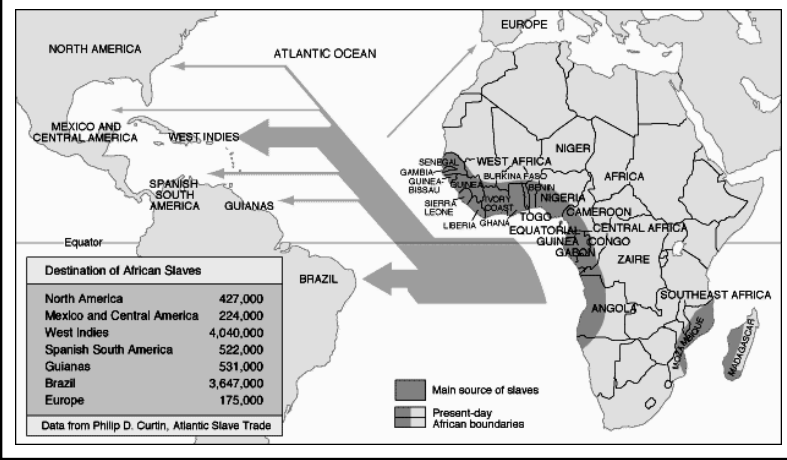 EUROPE
NORTH AMERICA
ATLANTIC OCEAN
MEXICO AND
CENTRAL AMERICA
WEST INDIES
NIGER
SENEGAL
WEST AFRICA
GAMBIA
BURKINA FASO
AFRICA
GUINEA-
BISSAU
GUINEA
BENIN
SPANISH
SOUTH
AMERICA
GUIANAS
IVORY
COAST
NIGERIA
SIERRA
LEONE
LIBERIA
GHANA
TOGO
CAMEROON
EQUATORIAL
GUINEA
CENTRAL AFRICA
CONGO
Equator
GABON
ZAIRE
BRAZIL
ANGOLA
SOUTHEAST AFRICA
MOZAMBIQUE
MADAGASCAR
Destination of African Slaves
North America 427,000
Mexico and Central America 224,000
West Indies 4,040,000
Spanish South America 522,000
Guianas 531,000
Brazil 3,647,000
Europe 175,000
Data from Philip D. Curtin, Atlantic Slave Trade
Main source of slaves
Present-day
African boundaries